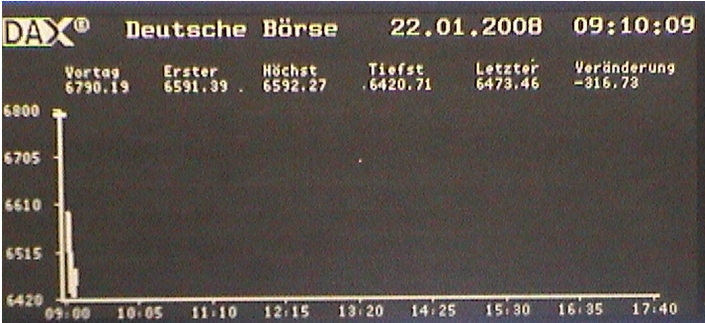 DAX® Deutsche Börse 22.01.2008 09:10:09
Vortag Erster Höchst Tiefst Letzter Veränderung
6790.19 6591.39 6592.27 6420.71 6473.46 -316.73
6800
6705
6610
6515
6420
09:00 10:05 11:10 12:15 13:20 14:25 15:30 16:35 17:40